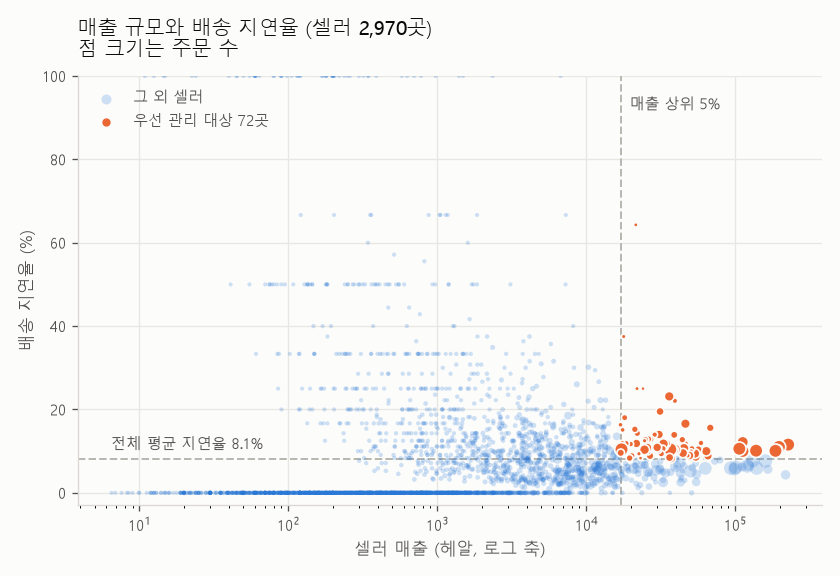 매출 규모와 배송 지연율 (셀러 2,970곳)
점 크기는 주문 수
그 외 셀러
우선 관리 대상 72곳
매출 상위 5%
전체 평균 지연율 8.1%
배송 지연율 (%)
100
80
60
40
20
0
10¹ 10² 10³ 10⁴ 10⁵
셀러 매출 (헤알, 로그 축)